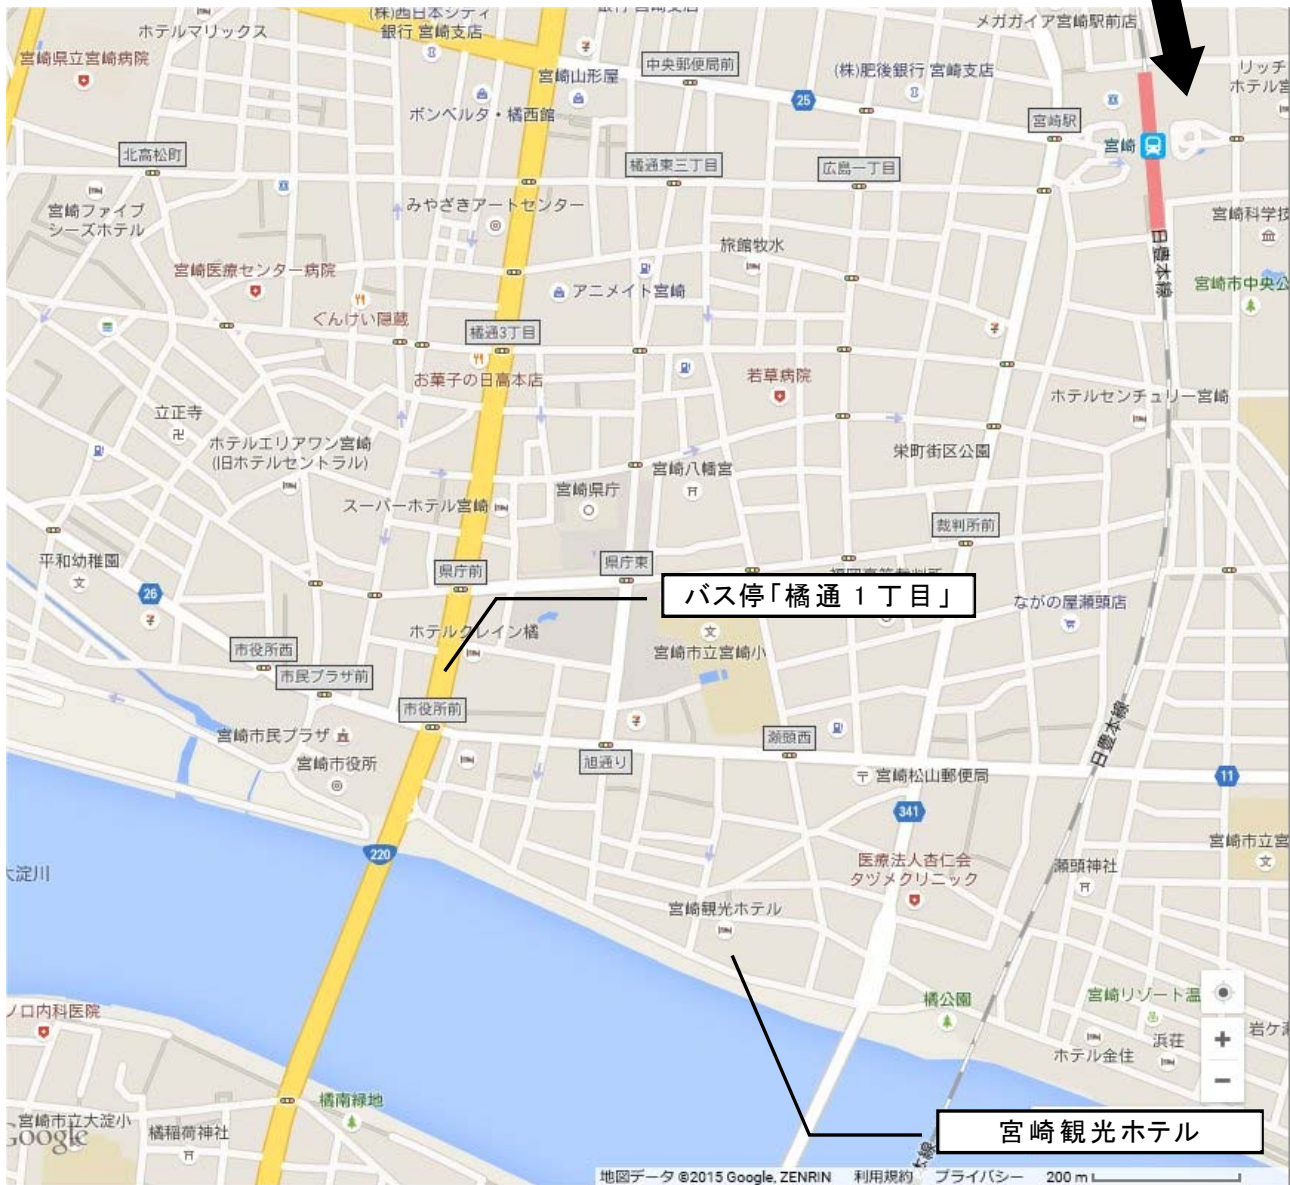 (株)西日本シティ
銀行 宮崎支店
メガガイア宮崎駅前店
ホテルマリックス
宮崎県立宮崎病院
宮崎山形屋
中央郵便局前
(株)肥後銀行 宮崎支店
リッチ
ボンベルタ・橘西館
25
宮崎駅
宮崎
北高松町
橘通東三丁目
広島一丁目
宮崎ファイブ
シーズホテル
みやざきアートセンター
宮崎科学技
旅館牧水
日豊本線
宮崎医療センター病院
アニメイト宮崎
宮崎市中央公
ぐんけい隠蔵
橘通3丁目
お菓子の日高本店
若草病院
ホテルセンチュリー宮崎
立正寺
ホテルエリアワン宮崎
(旧ホテルセントラル)
栄町街区公園
宮崎八幡宮
スーパーホテル宮崎
宮崎県庁
裁判所前
平和幼稚園
県庁前
県庁東
26
バス停「橘通 1 丁目」
ながの屋瀬頭店
ホテルクレイン橘
市役所西
宮崎市立宮崎小
市民プラザ前
市役所前
宮崎市民プラザ
瀬頭西
日豊本線
宮崎市役所
旭通り
宮崎松山郵便局
11
341
220
宮崎市立宮
大淀川
医療法人杏仁会
タヅメクリニック
瀬頭神社
宮崎観光ホテル
橘公園
宮崎リゾート温
ノ口内科医院
浜荘
ホテル金住
橘南緑地
宮崎市立大淀小
橘稲荷神社
宮崎観光ホテル
Google
地図データ ©2015 Google, ZENRIN 利用規約 プライバシー 200 m